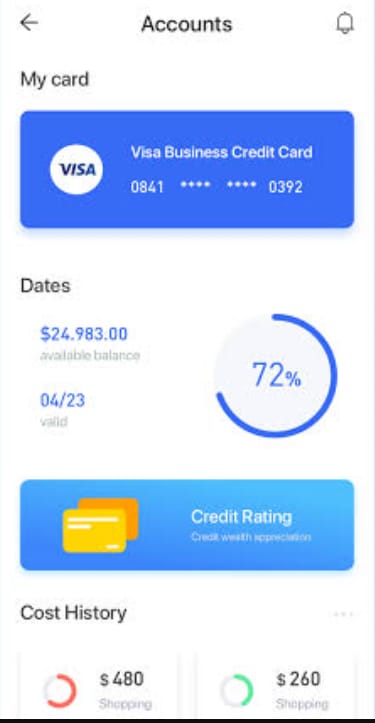 Accounts
My card
VISA
Visa Business Credit Card
0841 **** **** 0392
Dates
$24.983.00
available balance
72%
04/23
valid
Credit Rating
Credit wealth appreciation
Cost History
$ 480
Shopping
$ 260
Shopping